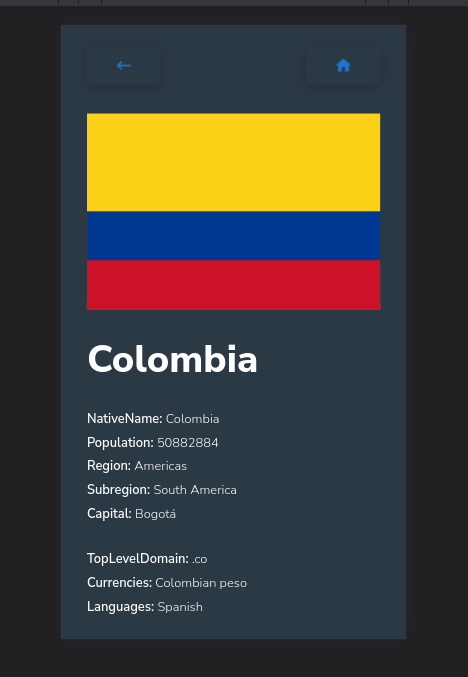 Colombia
NativeName: Colombia
Population: 50882884
Region: Americas
Subregion: South America
Capital: Bogotá
TopLevelDomain: .co
Currencies: Colombian peso
Languages: Spanish